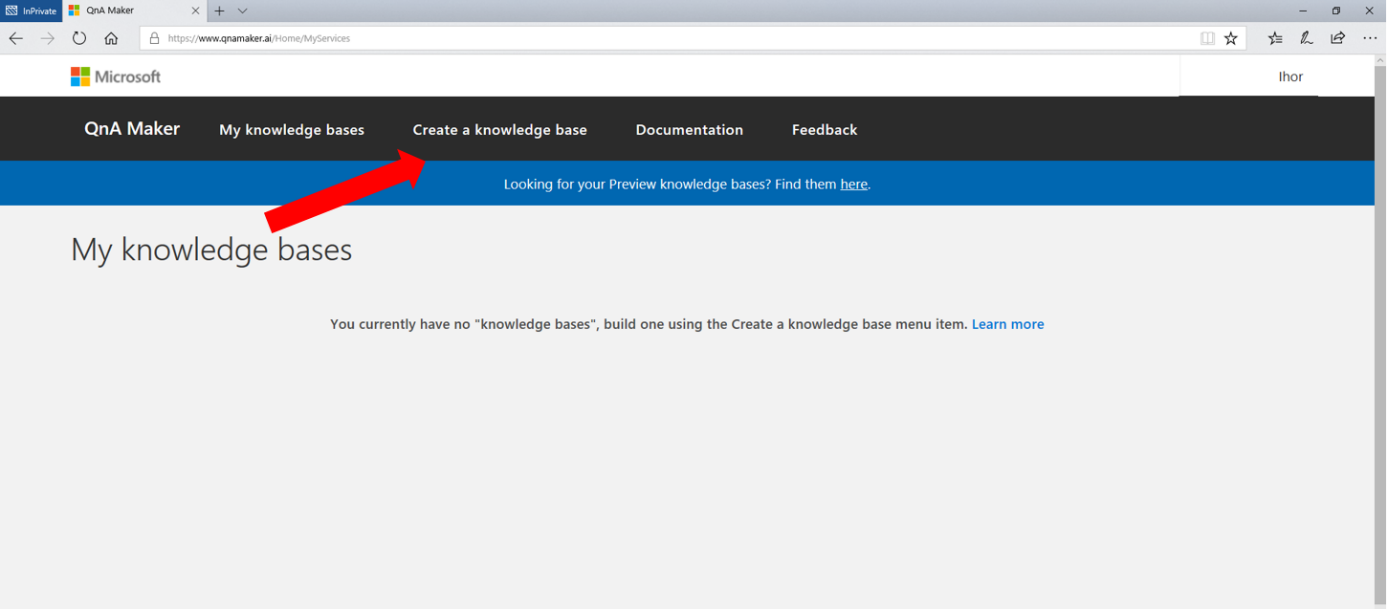 InPrivate QnA Maker
https://www.qnamaker.ai/Home/MyServices
Microsoft Ihor
QnA Maker My knowledge bases Create a knowledge base Documentation Feedback
Looking for your Preview knowledge bases? Find them here.
My knowledge bases
You currently have no "knowledge bases", build one using the Create a knowledge base menu item. Learn more